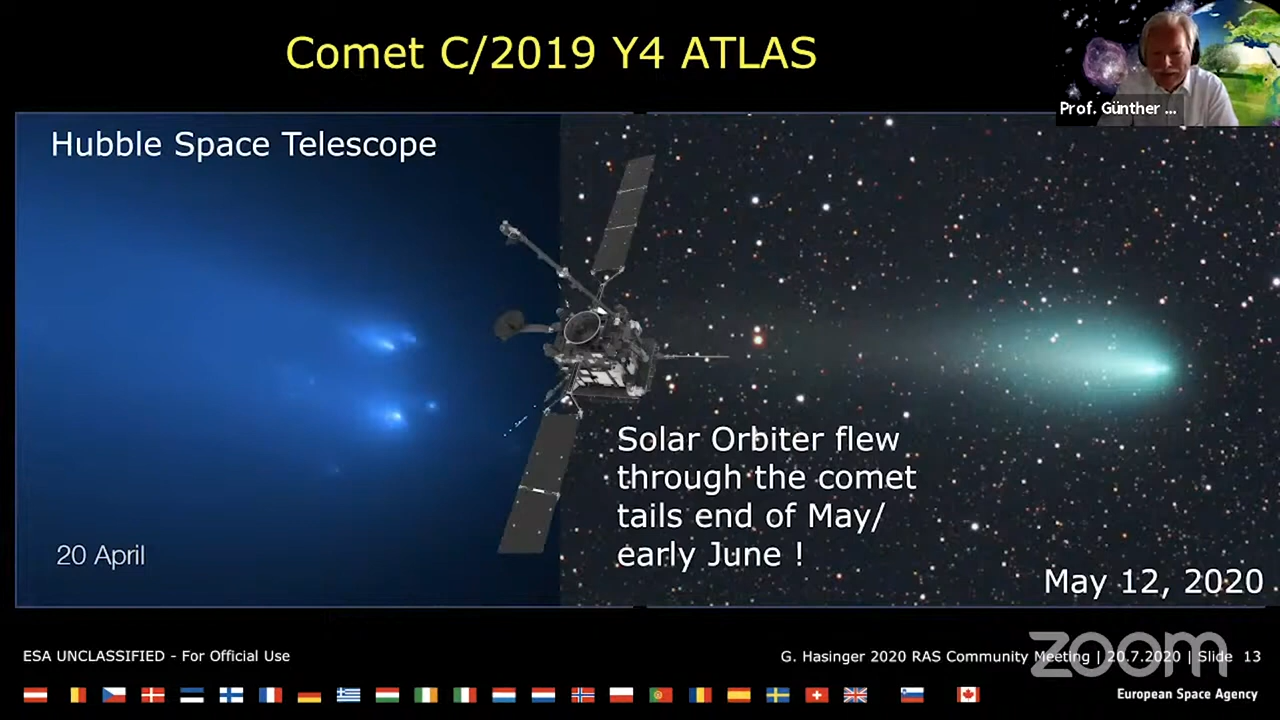 Comet C/2019 Y4 ATLAS
Prof. Günther ...
Hubble Space Telescope
Solar Orbiter flew
through the comet
tails end of May/
early June !
20 April
May 12, 2020
ESA UNCLASSIFIED - For Official Use
G. Hasinger 2020 RAS Community Meeting | 20.7.2020 | Slide 13
zoom
European Space Agency